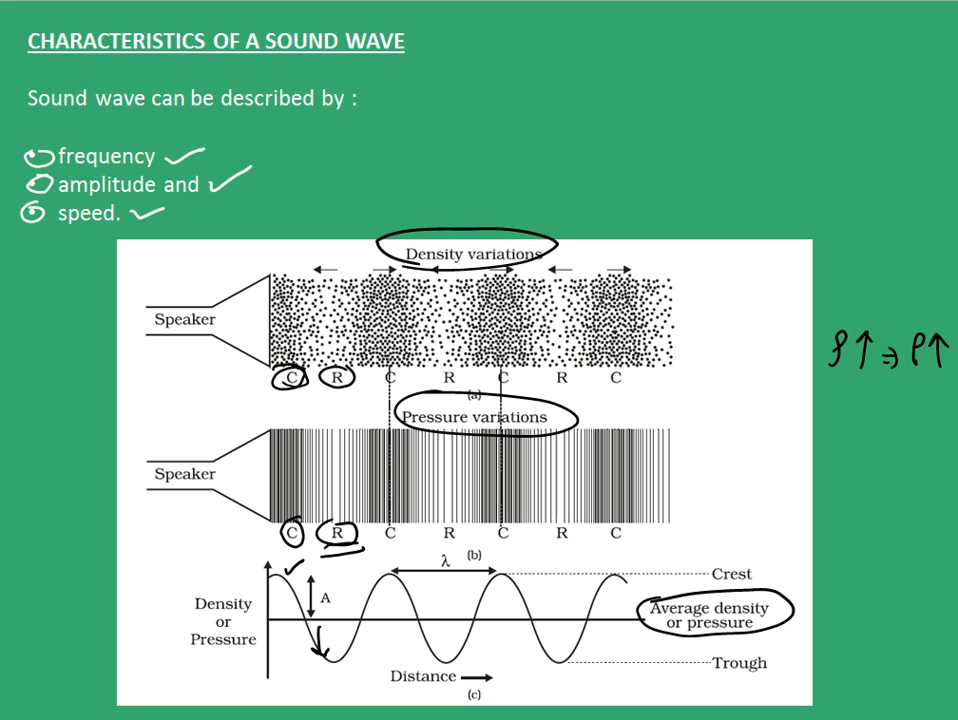 CHARACTERISTICS OF A SOUND WAVE
Sound wave can be described by :
frequency
amplitude and
speed.
Density variations
Speaker
C R C R C R C
(a)
ρ↑ ⇒ P↑
Pressure variations
Speaker
C R C R C R C
(b)
λ
Crest
A
Density
or
Pressure
Average density
or pressure
Trough
Distance
(c)